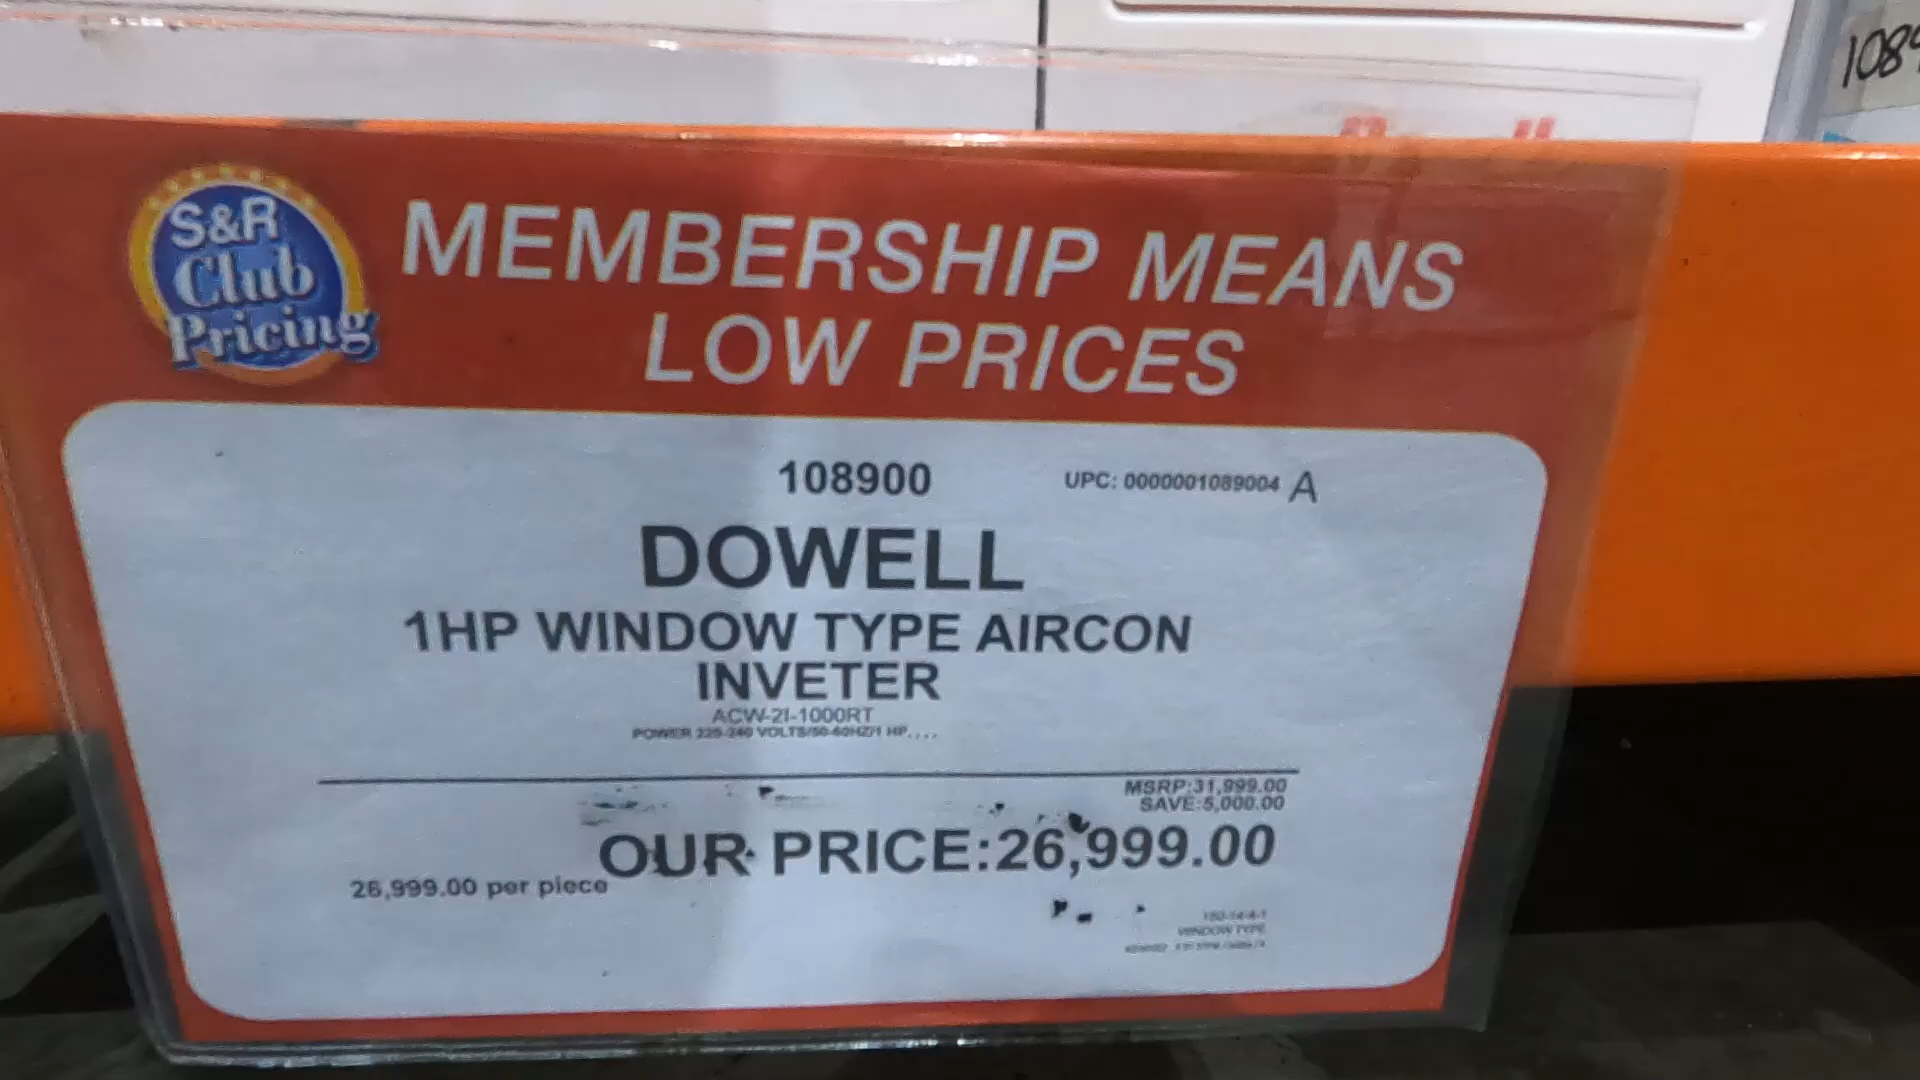 1089
S&R
Club
Pricing
MEMBERSHIP MEANS
LOW PRICES
108900
UPC: 0000001089004 A
DOWELL
1HP WINDOW TYPE AIRCON
INVETER
ACW-2I-1000RT
POWER 220-240 VOLTS/50-60HZ/1 HP....
MSRP:31,999.00
SAVE:5,000.00
OUR PRICE:26,999.00
26,999.00 per piece
WINDOW TYPE